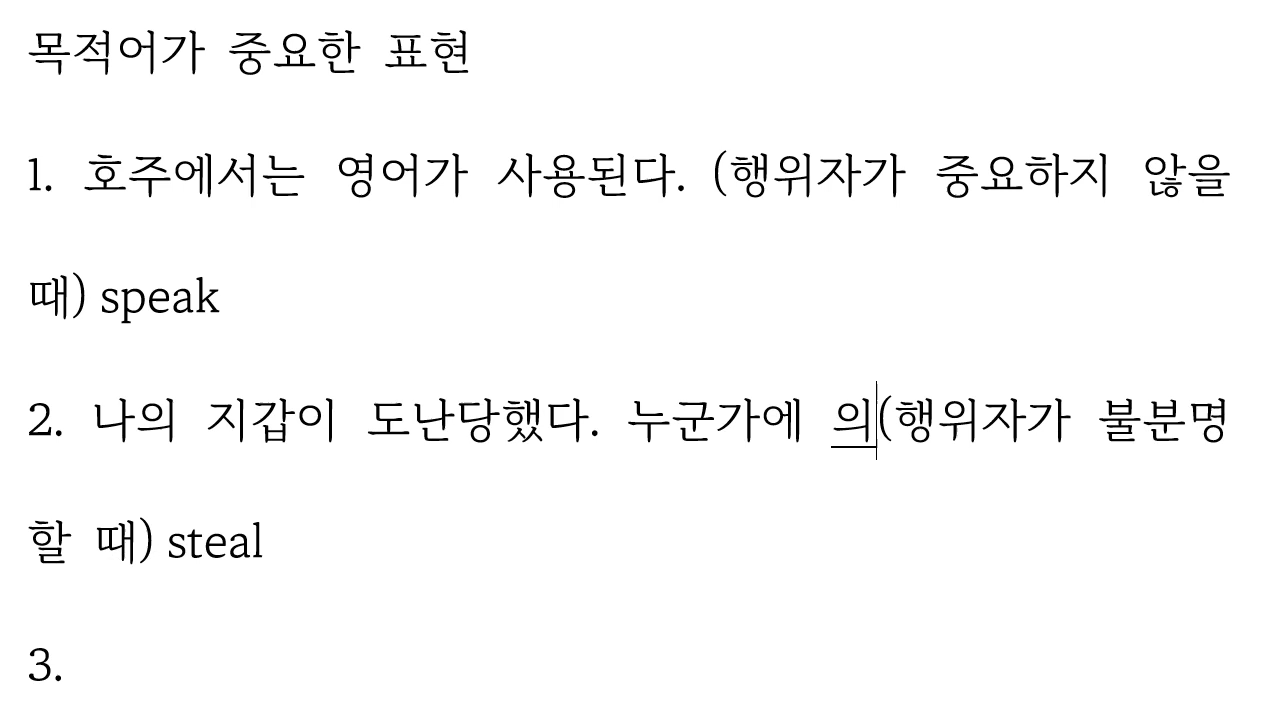 목적어가 중요한 표현
1. 호주에서는 영어가 사용된다. (행위자가 중요하지 않을
때) speak
2. 나의 지갑이 도난당했다. 누군가에 의(행위자가 불분명
할 때) steal
3.